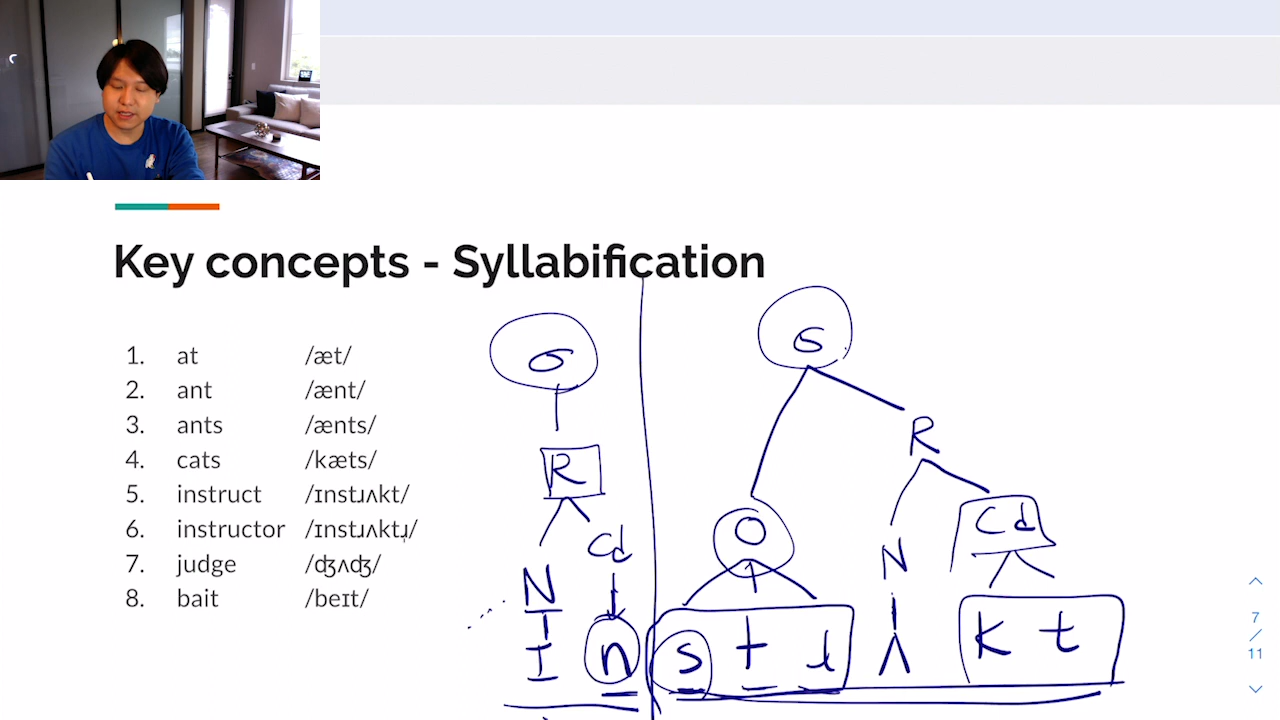 Key concepts - Syllabification
1. at /æt/
2. ant /ænt/
3. ants /ænts/
4. cats /kæts/
5. instruct /ɪnstɹʌkt/
6. instructor /ɪnstɹʌktɹ̩/
7. judge /ʤʌʤ/
8. bait /beɪt/
σ σ
R R
O Cd
Cd N
N
I n s t ɹ ʌ k t
7
/
11